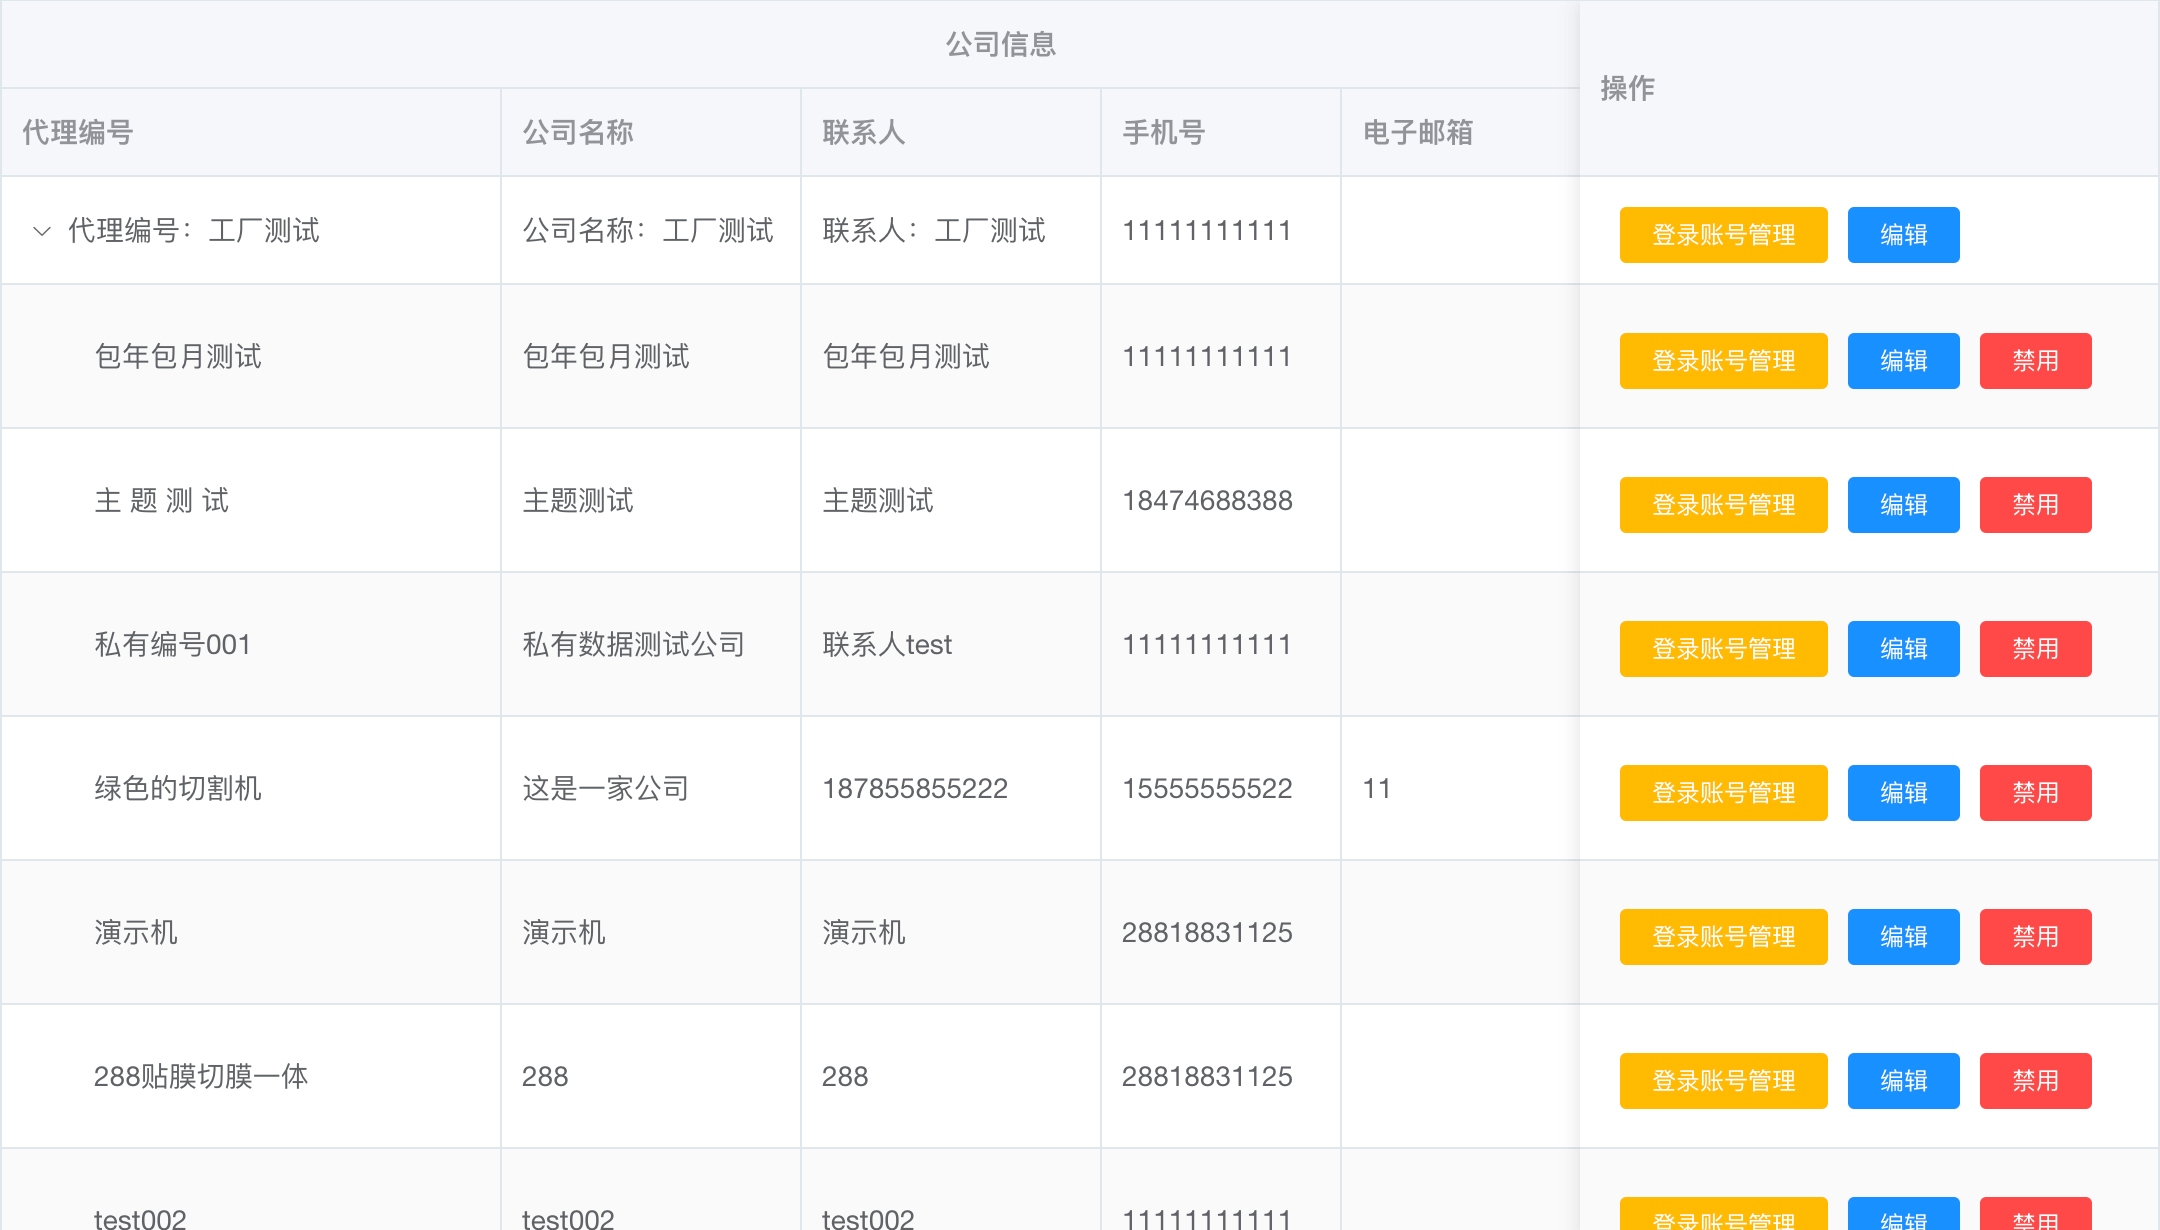 公司信息
操作
代理编号 公司名称 联系人 手机号 电子邮箱
代理编号：工厂测试 公司名称：工厂测试 联系人：工厂测试 11111111111 登录账号管理 编辑
包年包月测试 包年包月测试 包年包月测试 11111111111 登录账号管理 编辑 禁用
主 题 测 试 主题测试 主题测试 18474688388 登录账号管理 编辑 禁用
私有编号001 私有数据测试公司 联系人test 11111111111 登录账号管理 编辑 禁用
绿色的切割机 这是一家公司 187855855222 15555555522 11 登录账号管理 编辑 禁用
演示机 演示机 演示机 28818831125 登录账号管理 编辑 禁用
288贴膜切膜一体 288 288 28818831125 登录账号管理 编辑 禁用
test002 test002 test002 11111111111 登录账号管理 编辑 禁用